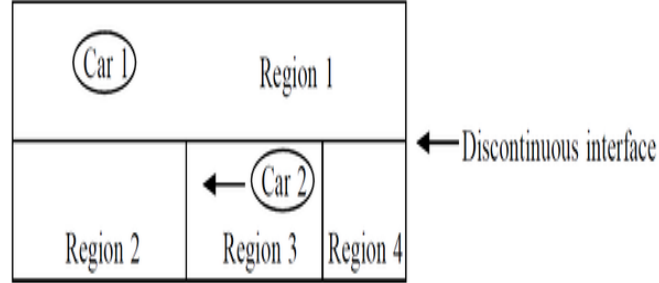 Car 1
Region 1
Discontinuous interface
Car 2
Region 2
Region 3
Region 4